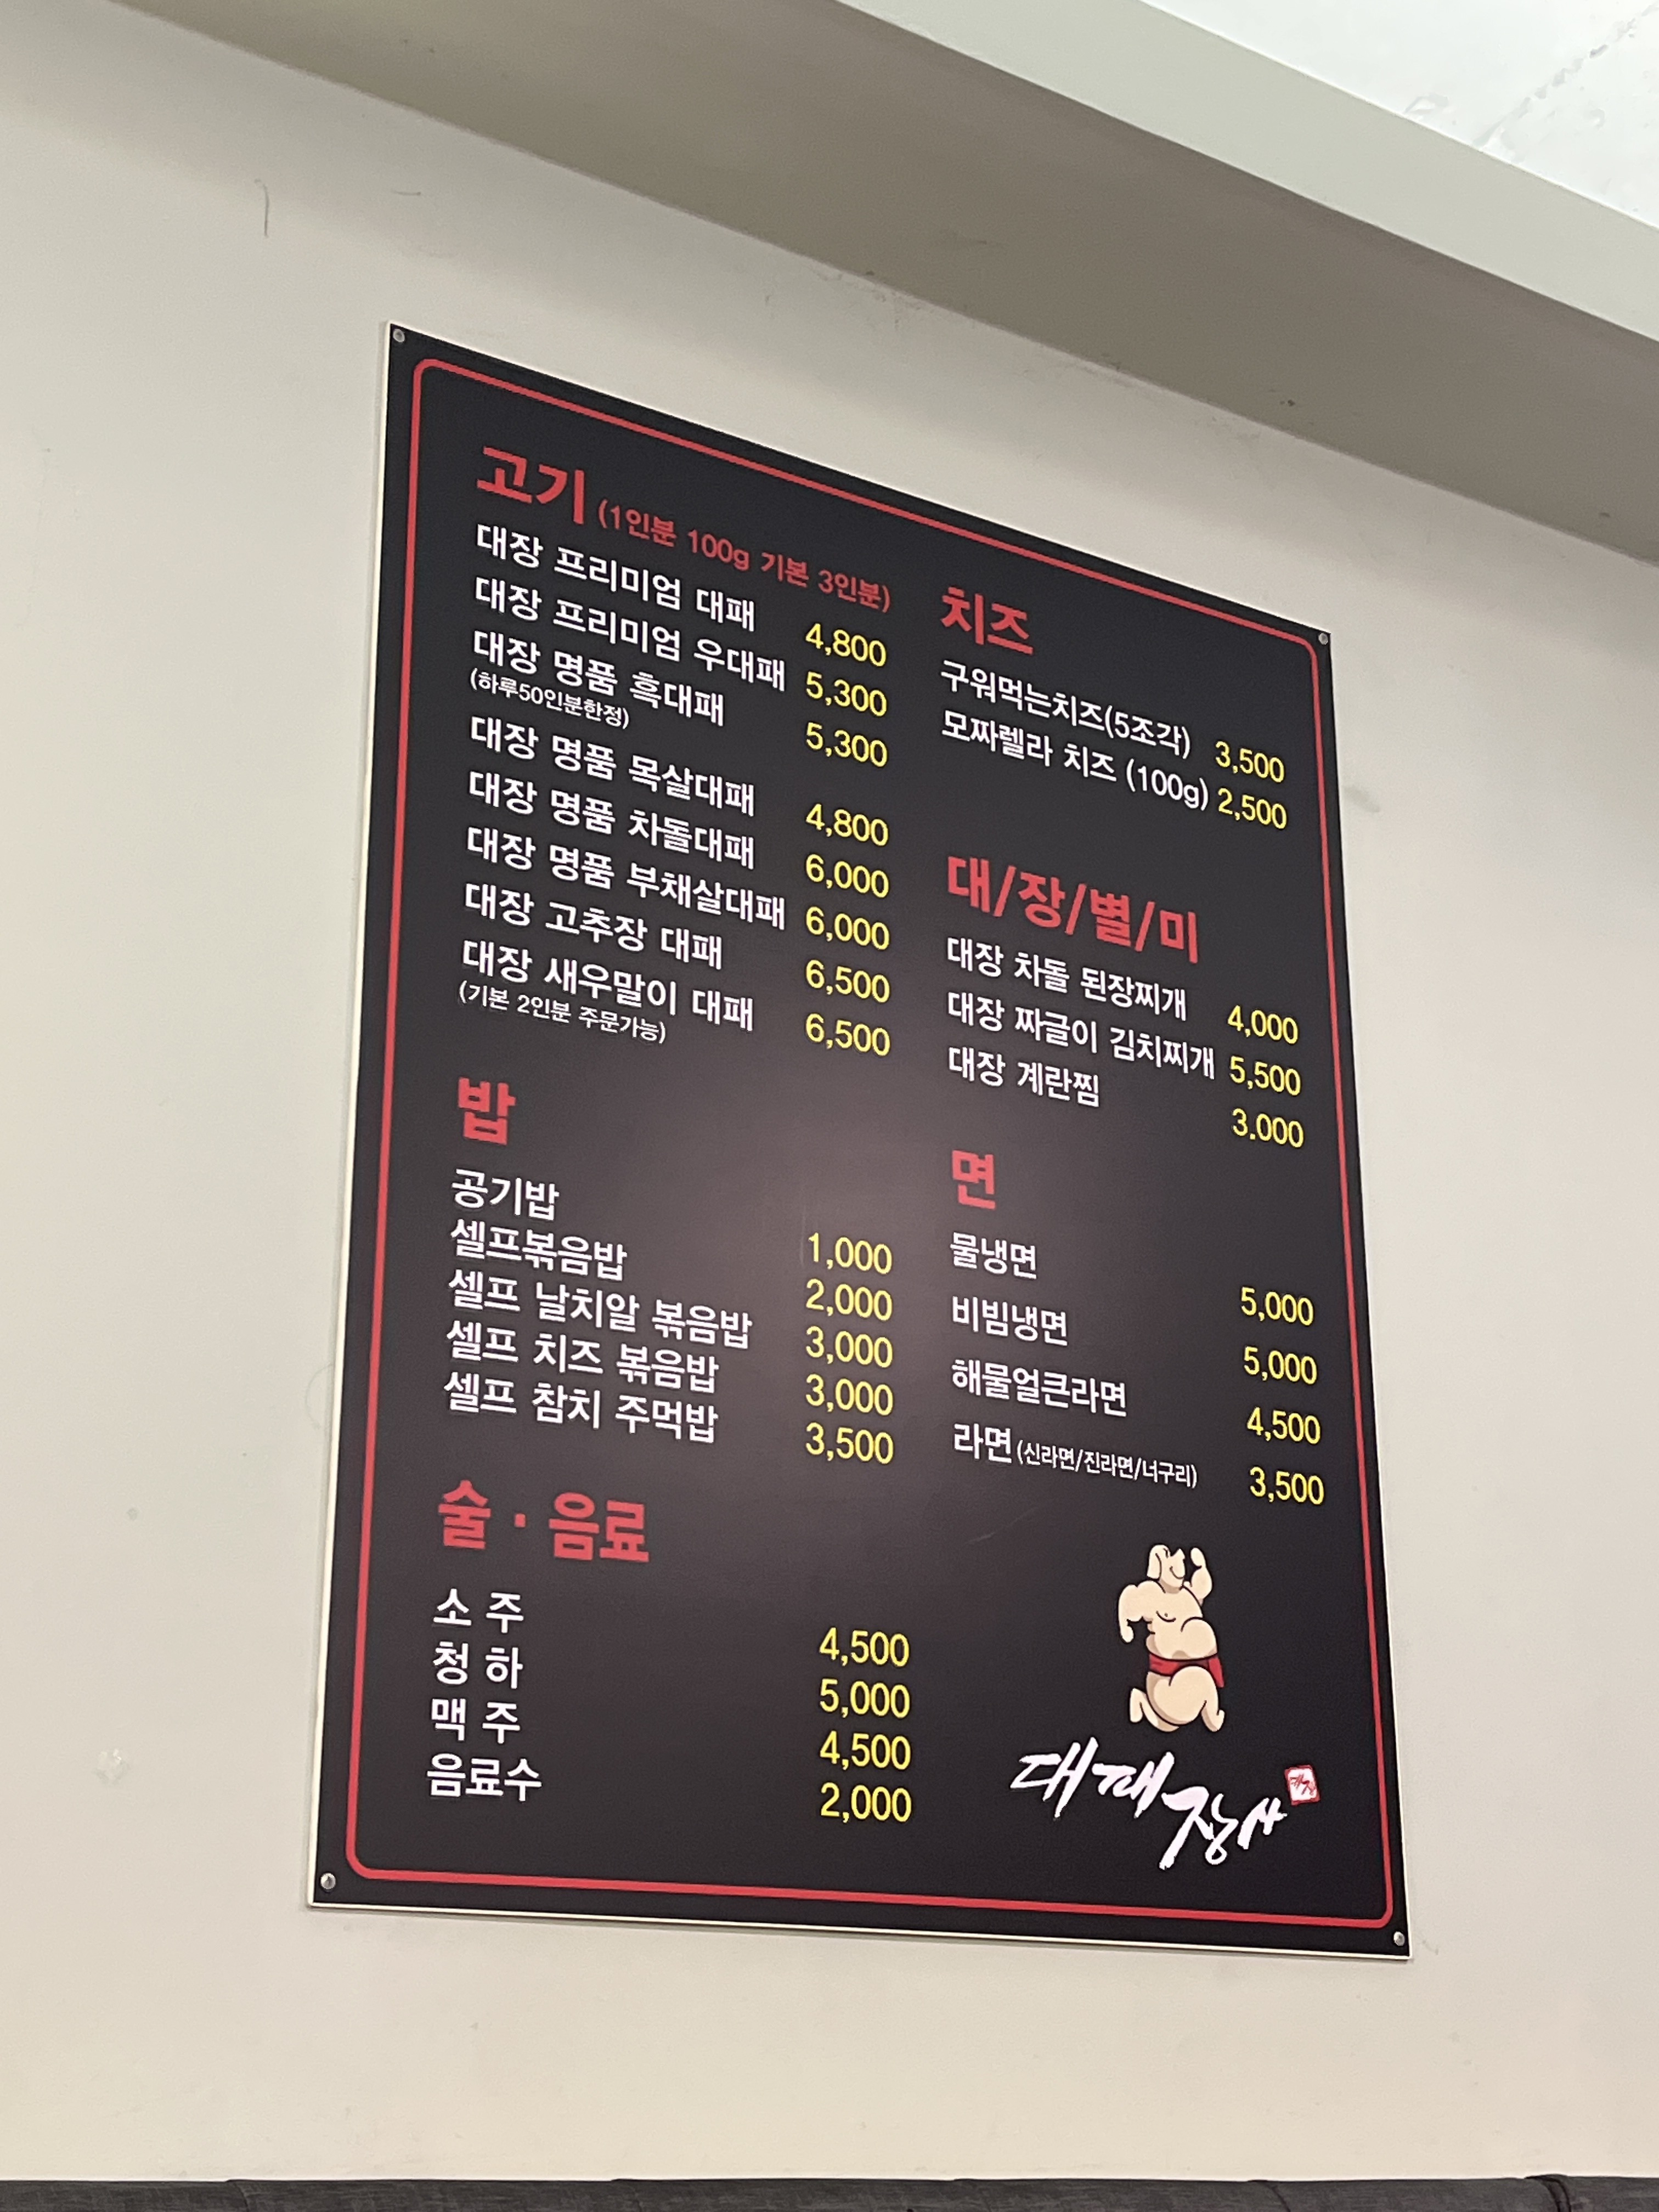 고기 (1인분 100g 기본 3인분)
대장 프리미엄 대패 4,800
대장 프리미엄 우대패 5,300
대장 명품 흑대패 5,300
(하루50인분한정)
대장 명품 목살대패 4,800
대장 명품 차돌대패 6,000
대장 명품 부채살대패 6,000
대장 고추장 대패 6,500
대장 새우말이 대패 6,500
(기본 2인분 주문가능)
밥
공기밥 1,000
셀프볶음밥 2,000
셀프 날치알 볶음밥 3,000
셀프 치즈 볶음밥 3,000
셀프 참치 주먹밥 3,500
술·음료
소 주 4,500
청 하 5,000
맥 주 4,500
음료수 2,000
치즈
구워먹는치즈(5조각) 3,500
모짜렐라 치즈 (100g) 2,500
대/장/별/미
대장 차돌 된장찌개 4,000
대장 짜글이 김치찌개 5,500
대장 계란찜 3.000
면
물냉면 5,000
비빔냉면 5,000
해물얼큰라면 4,500
라면 (신라면/진라면/너구리) 3,500
대패장사